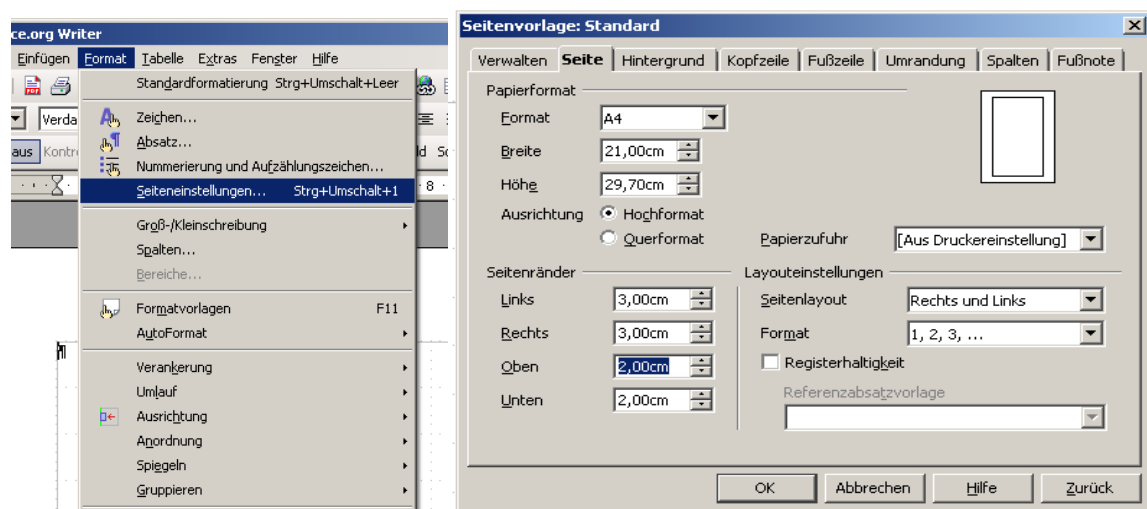 ce.org Writer
Einfügen Format Tabelle Extras Fenster Hilfe
Verda
aus Kontr
8
Standardformatierung Strg+Umschalt+Leer
Zeichen...
Absatz...
Nummerierung und Aufzählungszeichen...
Seiteneinstellungen... Strg+Umschalt+1
Groß-/Kleinschreibung
Spalten...
Bereiche...
Formatvorlagen F11
AutoFormat
Verankerung
Umlauf
Ausrichtung
Anordnung
Spiegeln
Gruppieren
Seitenvorlage: Standard
Verwalten Seite Hintergrund Kopfzeile Fußzeile Umrandung Spalten Fußnote
Papierformat
Format A4
Breite 21,00cm
Höhe 29,70cm
Ausrichtung Hochformat
Querformat Papierzufuhr [Aus Druckereinstellung]
Seitenränder Layouteinstellungen
Links 3,00cm Seitenlayout Rechts und Links
Rechts 3,00cm Format 1, 2, 3, ...
Oben 2,00cm Registerhaltigkeit
Unten 2,00cm Referenzabsatzvorlage
OK Abbrechen Hilfe Zurück